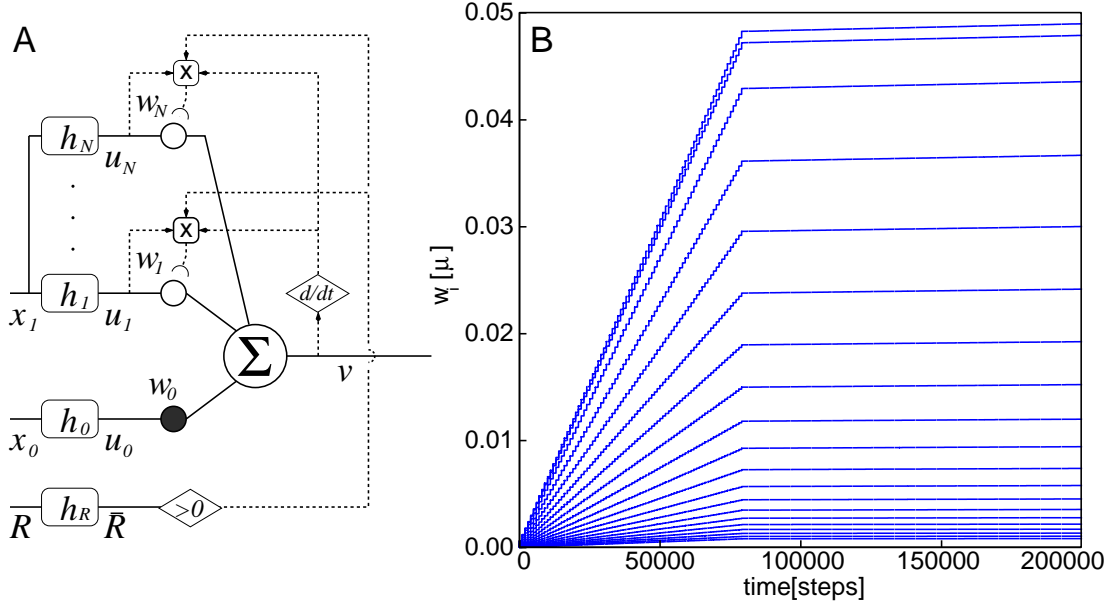 A
x
w_N
h_N
u_N
.
.
.
x
w_1
h_1
d/dt
x_1
u_1
Σ
v
w_0
h_0
x_0
u_0
h_R
>0
R
R̄
B
0.05
0.04
0.03
0.02
0.01
0.00
w_i [μ]
0
50000
100000
150000
200000
time[steps]